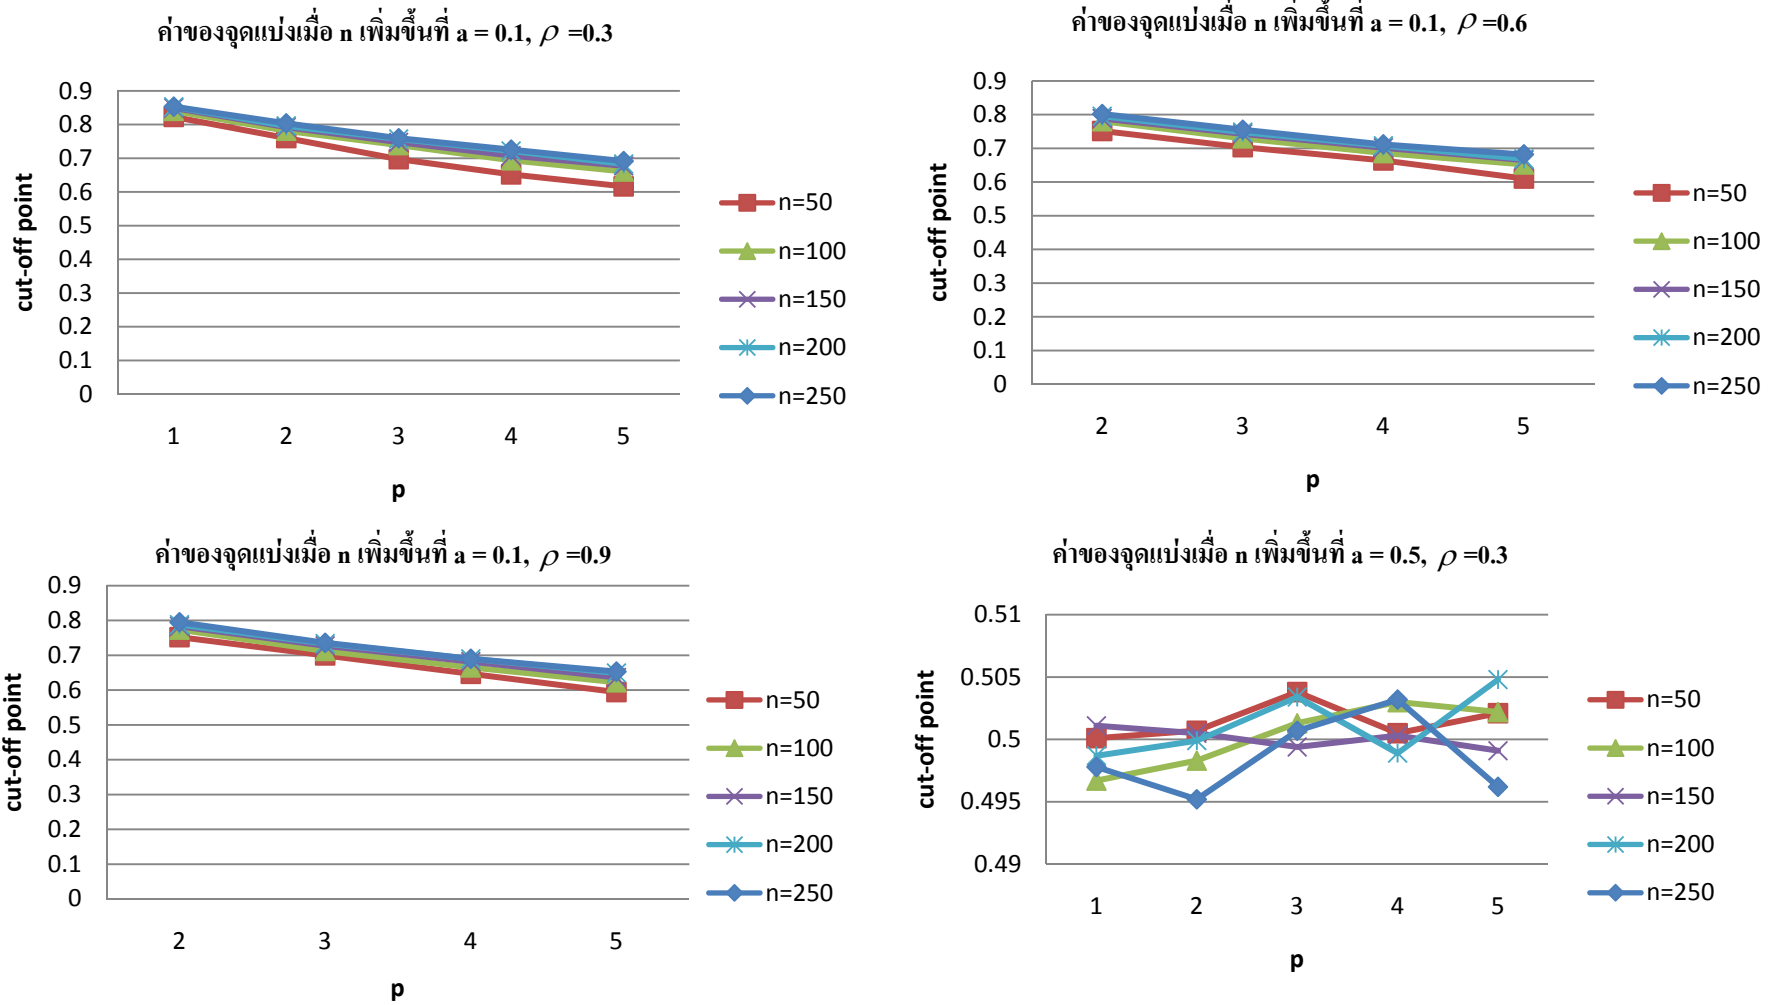 ค่าของจุดแบ่งเมื่อ n เพิ่มขึ้นที่ a = 0.1, ρ =0.3
0.9
0.8
0.7
0.6
0.5
0.4
0.3
0.2
0.1
0
cut-off point
1 2 3 4 5
p
n=50
n=100
n=150
n=200
n=250
ค่าของจุดแบ่งเมื่อ n เพิ่มขึ้นที่ a = 0.1, ρ =0.6
0.9
0.8
0.7
0.6
0.5
0.4
0.3
0.2
0.1
0
cut-off point
2 3 4 5
p
n=50
n=100
n=150
n=200
n=250
ค่าของจุดแบ่งเมื่อ n เพิ่มขึ้นที่ a = 0.1, ρ =0.9
0.9
0.8
0.7
0.6
0.5
0.4
0.3
0.2
0.1
0
cut-off point
2 3 4 5
p
n=50
n=100
n=150
n=200
n=250
ค่าของจุดแบ่งเมื่อ n เพิ่มขึ้นที่ a = 0.5, ρ =0.3
0.51
0.505
0.5
0.495
0.49
cut-off point
1 2 3 4 5
p
n=50
n=100
n=150
n=200
n=250